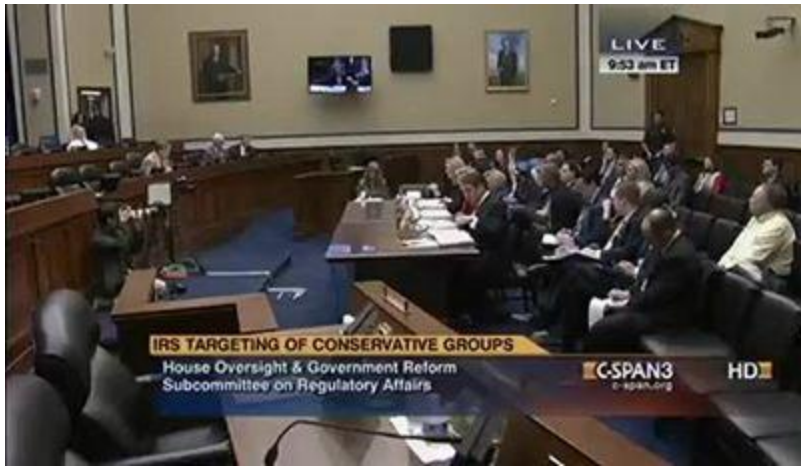 LIVE
9:53 am ET
IRS TARGETING OF CONSERVATIVE GROUPS
House Oversight & Government Reform
Subcommittee on Regulatory Affairs
C-SPAN3
c-span.org
HD